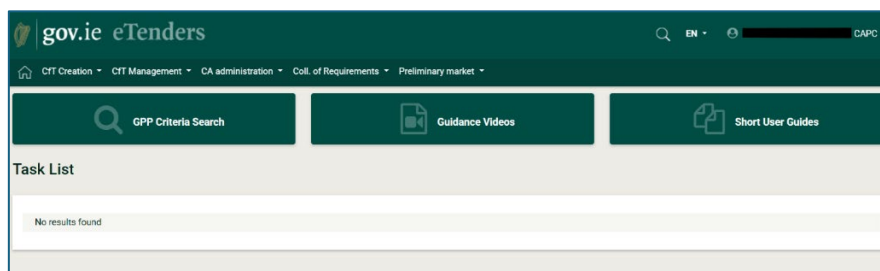 gov.ie eTenders
EN
CAPC
CfT Creation CfT Management CA administration Coll. of Requirements Preliminary market
GPP Criteria Search
Guidance Videos
Short User Guides
Task List
No results found